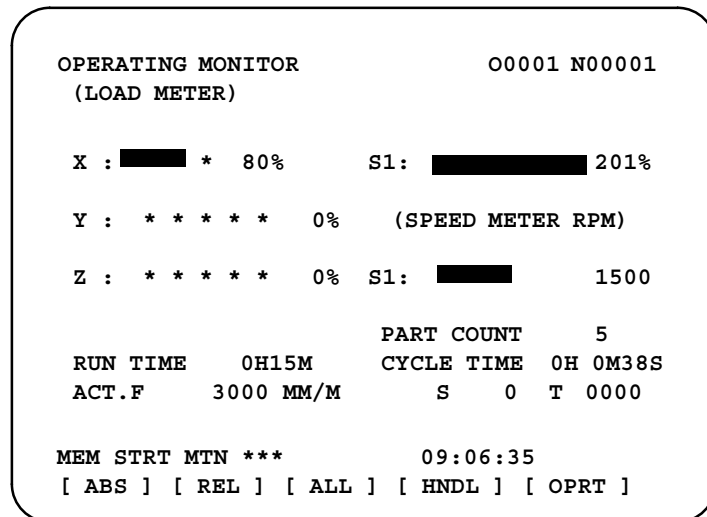 OPERATING MONITOR O0001 N00001
(LOAD METER)
X : * 80% S1: 201%
Y : * * * * * 0% (SPEED METER RPM)
Z : * * * * * 0% S1: 1500
PART COUNT 5
RUN TIME 0H15M CYCLE TIME 0H 0M38S
ACT.F 3000 MM/M S 0 T 0000
MEM STRT MTN *** 09:06:35
[ ABS ] [ REL ] [ ALL ] [ HNDL ] [ OPRT ]